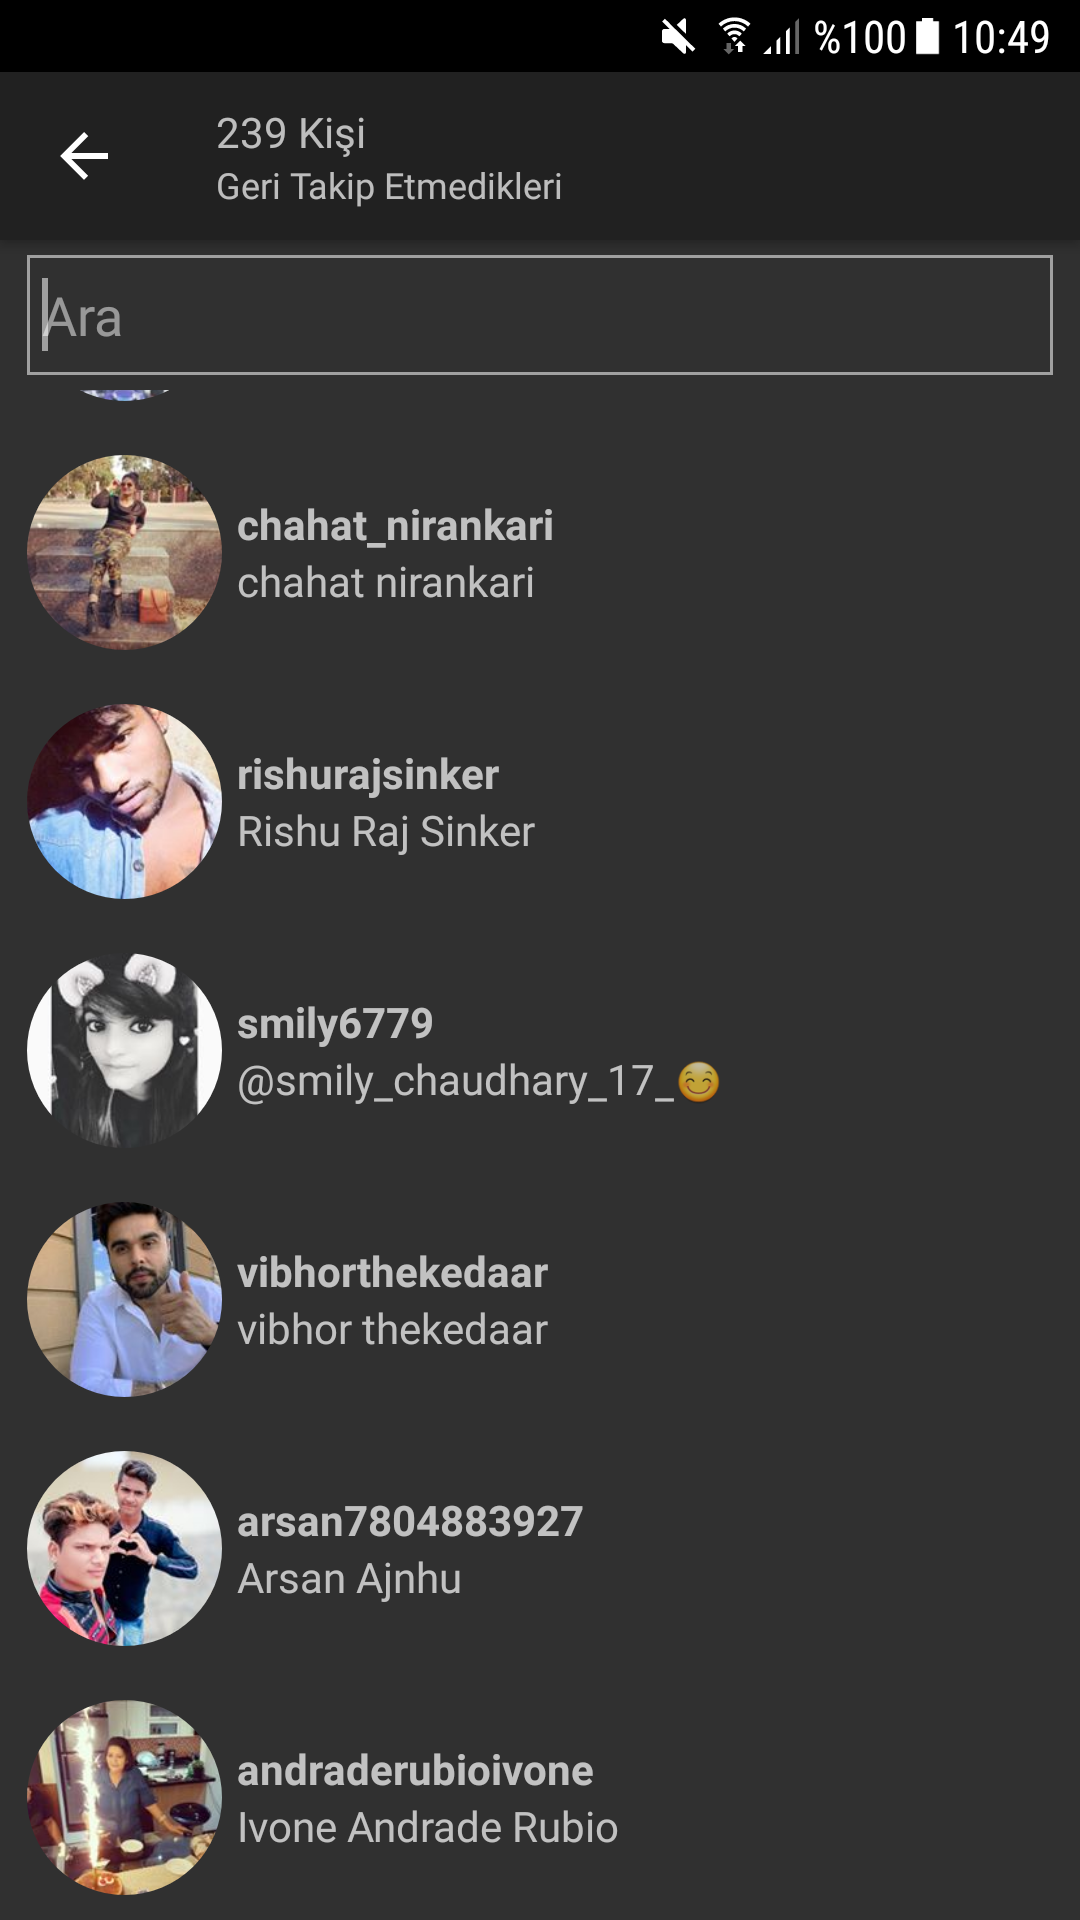 %100 10:49
239 Kişi
Geri Takip Etmedikleri
Ara
chahat_nirankari
chahat nirankari
rishurajsinker
Rishu Raj Sinker
smily6779
@smily_chaudhary_17_😊
vibhorthekedaar
vibhor thekedaar
arsan7804883927
Arsan Ajnhu
andraderubioivone
Ivone Andrade Rubio